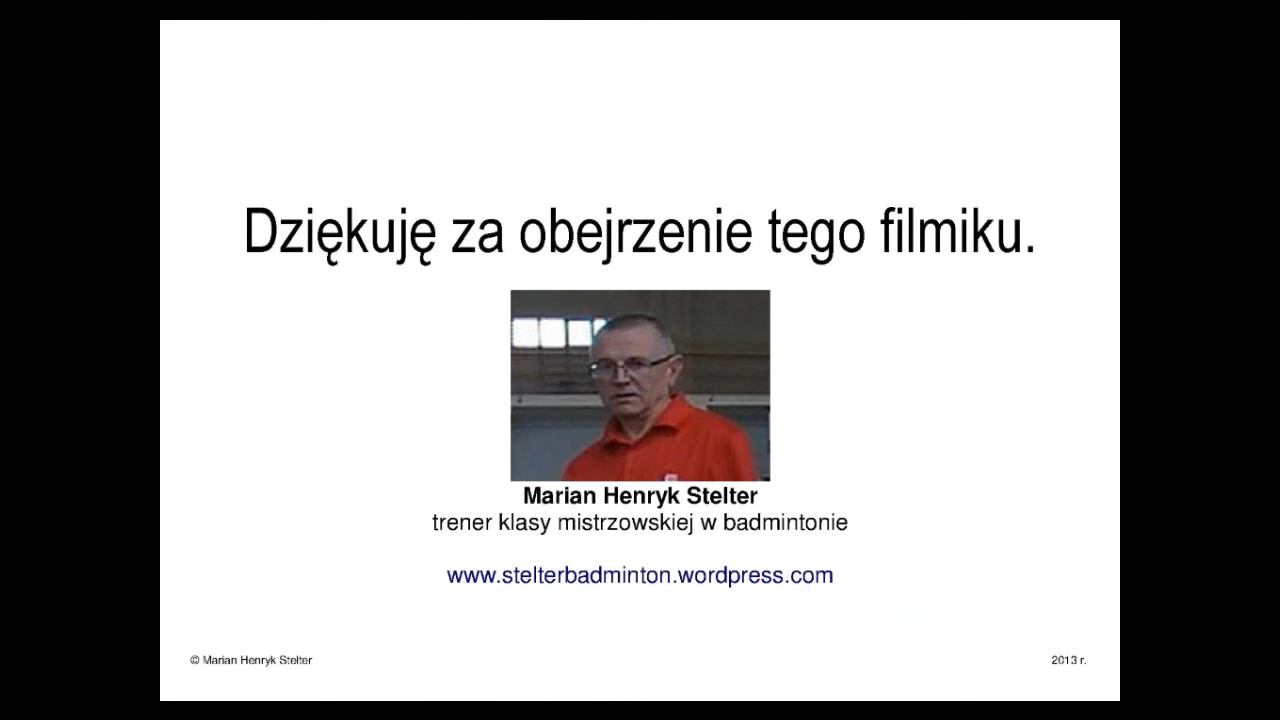 Dziękuję za obejrzenie tego filmiku.
Marian Henryk Stelter
trener klasy mistrzowskiej w badmintonie
www.stelterbadminton.wordpress.com
© Marian Henryk Stelter
2013 r.